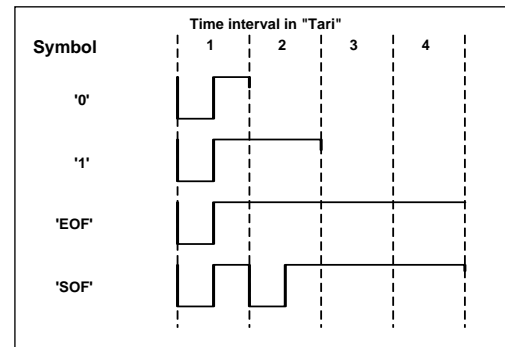 Time interval in "Tari"
Symbol 1 2 3 4
'0'
'1'
'EOF'
'SOF'